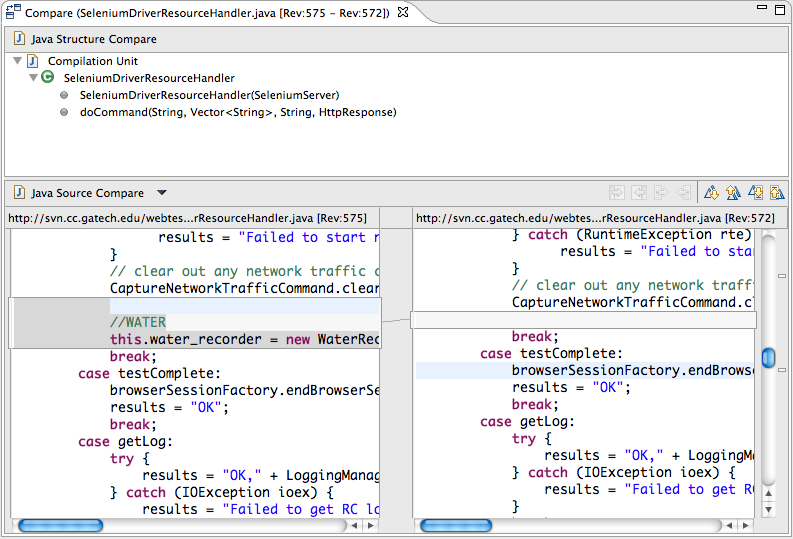 Compare (SeleniumDriverResourceHandler.java [Rev:575 - Rev:572])
Java Structure Compare
Compilation Unit
SeleniumDriverResourceHandler
SeleniumDriverResourceHandler(SeleniumServer)
doCommand(String, Vector<String>, String, HttpResponse)
Java Source Compare
http://svn.cc.gatech.edu/webtes...rResourceHandler.java [Rev:575]
results = "Failed to start r
}
// clear out any network traffic
CaptureNetworkTrafficCommand.clear
//WATER
this.water_recorder = new WaterRec
break;
case testComplete:
browserSessionFactory.endBrowserSe
results = "OK";
break;
case getLog:
try {
results = "OK," + LoggingManag
} catch (IOException ioex) {
results = "Failed to get RC lo
http://svn.cc.gatech.edu/webtes...rResourceHandler.java [Rev:572]
} catch (RuntimeException rte)
results = "Failed to sta
}
// clear out any network traff
CaptureNetworkTrafficCommand.cl
break;
case testComplete:
browserSessionFactory.endBrows
results = "OK";
break;
case getLog:
try {
results = "OK," + LoggingMa
} catch (IOException ioex) {
results = "Failed to get RC
}